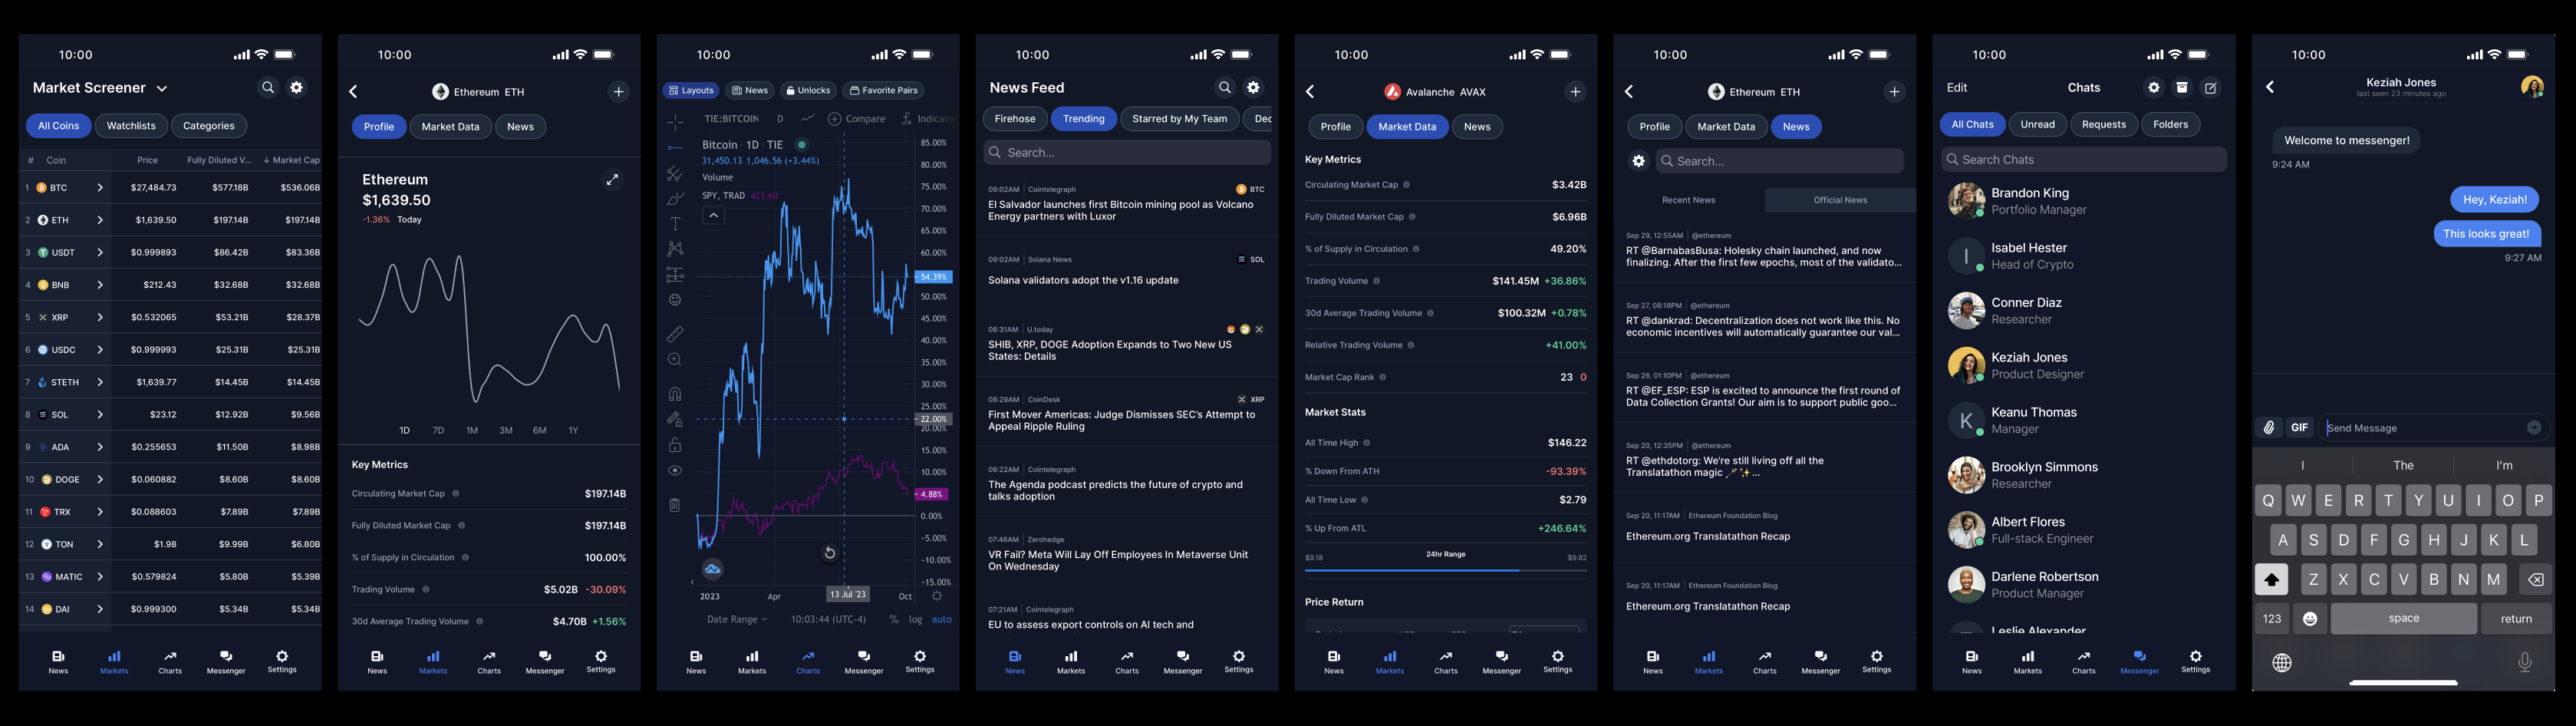 10:00
Market Screener
All Coins Watchlists Categories
# Coin Price Fully Diluted V... ↓ Market Cap
1 BTC $27,484.73 $577.18B $536.06B
2 ETH $1,639.50 $197.14B $197.14B
3 USDT $0.999893 $86.42B $83.36B
4 BNB $212.43 $32.68B $32.68B
5 XRP $0.532065 $53.21B $28.37B
6 USDC $0.999993 $25.31B $25.31B
7 STETH $1,639.77 $14.45B $14.45B
8 SOL $23.12 $12.92B $9.56B
9 ADA $0.255653 $11.50B $8.98B
10 DOGE $0.060882 $8.60B $8.60B
11 TRX $0.088603 $7.89B $7.89B
12 TON $1.98 $9.99B $6.80B
13 MATIC $0.579824 $5.80B $5.39B
14 DAI $0.999300 $5.34B $5.34B
News Markets Charts Messenger Settings
10:00
Ethereum ETH
Profile Market Data News
Ethereum
$1,639.50
-1.36% Today
1D 7D 1M 3M 6M 1Y
Key Metrics
Circulating Market Cap $197.14B
Fully Diluted Market Cap $197.14B
% of Supply in Circulation 100.00%
Trading Volume $5.02B -30.09%
30d Average Trading Volume $4.70B +1.56%
News Markets Charts Messenger Settings
10:00
Layouts News Unlocks Favorite Pairs
TIE:BITCOIN D Compare Indicato
Bitcoin · 1D · TIE
31,450.13 1,046.56 (+3.44%)
Volume
SPY, TRAD 421.60
85.00%
80.00%
75.00%
70.00%
65.00%
60.00%
54.39%
50.00%
45.00%
40.00%
35.00%
30.00%
25.00%
22.00%
20.00%
15.00%
10.00%
4.88%
0.00%
-5.00%
-10.00%
-15.00%
2023 Apr 13 Jul '23 Oct
Date Range 10:03:44 (UTC-4) % log auto
News Markets Charts Messenger Settings
10:00
News Feed
Firehose Trending Starred by My Team Dec
Search...
09:02AM | Cointelegraph BTC
El Salvador launches first Bitcoin mining pool as Volcano
Energy partners with Luxor
09:02AM | Solana News SOL
Solana validators adopt the v1.16 update
08:31AM | U.today
SHIB, XRP, DOGE Adoption Expands to Two New US
States: Details
08:29AM | CoinDesk XRP
First Mover Americas: Judge Dismisses SEC's Attempt to
Appeal Ripple Ruling
08:22AM | Cointelegraph
The Agenda podcast predicts the future of crypto and
talks adoption
07:46AM | Zerohedge
VR Fail? Meta Will Lay Off Employees In Metaverse Unit
On Wednesday
07:21AM | Cointelegraph
EU to assess export controls on AI tech and
News Markets Charts Messenger Settings
10:00
Avalanche AVAX
Profile Market Data News
Key Metrics
Circulating Market Cap $3.42B
Fully Diluted Market Cap $6.96B
% of Supply in Circulation 49.20%
Trading Volume $141.45M +36.86%
30d Average Trading Volume $100.32M +0.78%
Relative Trading Volume +41.00%
Market Cap Rank 23 0
Market Stats
All Time High $146.22
% Down From ATH -93.39%
All Time Low $2.79
% Up From ATL +246.64%
$9.18 24hr Range $9.82
Price Return
News Markets Charts Messenger Settings
10:00
Ethereum ETH
Profile Market Data News
Search...
Recent News Official News
Sep 29, 12:55AM | @ethereum
RT @BarnabasBusa: Holesky chain launched, and now
finalizing. After the first few epochs, most of the validato...
Sep 27, 08:18PM | @ethereum
RT @dankrad: Decentralization does not work like this. No
economic incentives will automatically guarantee our val...
Sep 26, 01:10PM | @ethereum
RT @EF_ESP: ESP is excited to announce the first round of
Data Collection Grants! Our aim is to support public goo...
Sep 20, 12:35PM | @ethereum
RT @ethdotorg: We're still living off all the
Translatathon magic 🪄✨...
Sep 20, 11:17AM | Ethereum Foundation Blog
Ethereum.org Translatathon Recap
Sep 20, 11:17AM | Ethereum Foundation Blog
Ethereum.org Translatathon Recap
News Markets Charts Messenger Settings
10:00
Edit Chats
All Chats Unread Requests Folders
Search Chats
Brandon King
Portfolio Manager
I
Isabel Hester
Head of Crypto
Conner Diaz
Researcher
Keziah Jones
Product Designer
K
Keanu Thomas
Manager
Brooklyn Simmons
Researcher
Albert Flores
Full-stack Engineer
Darlene Robertson
Product Manager
Leslie Alexander
News Markets Charts Messenger Settings
10:00
Keziah Jones
last seen 23 minutes ago
Welcome to messenger!
9:24 AM
Hey, Keziah!
This looks great!
9:27 AM
GIF Send Message
I The I'm
Q W E R T Y U I O P
A S D F G H J K L
Z X C V B N M
123 space return